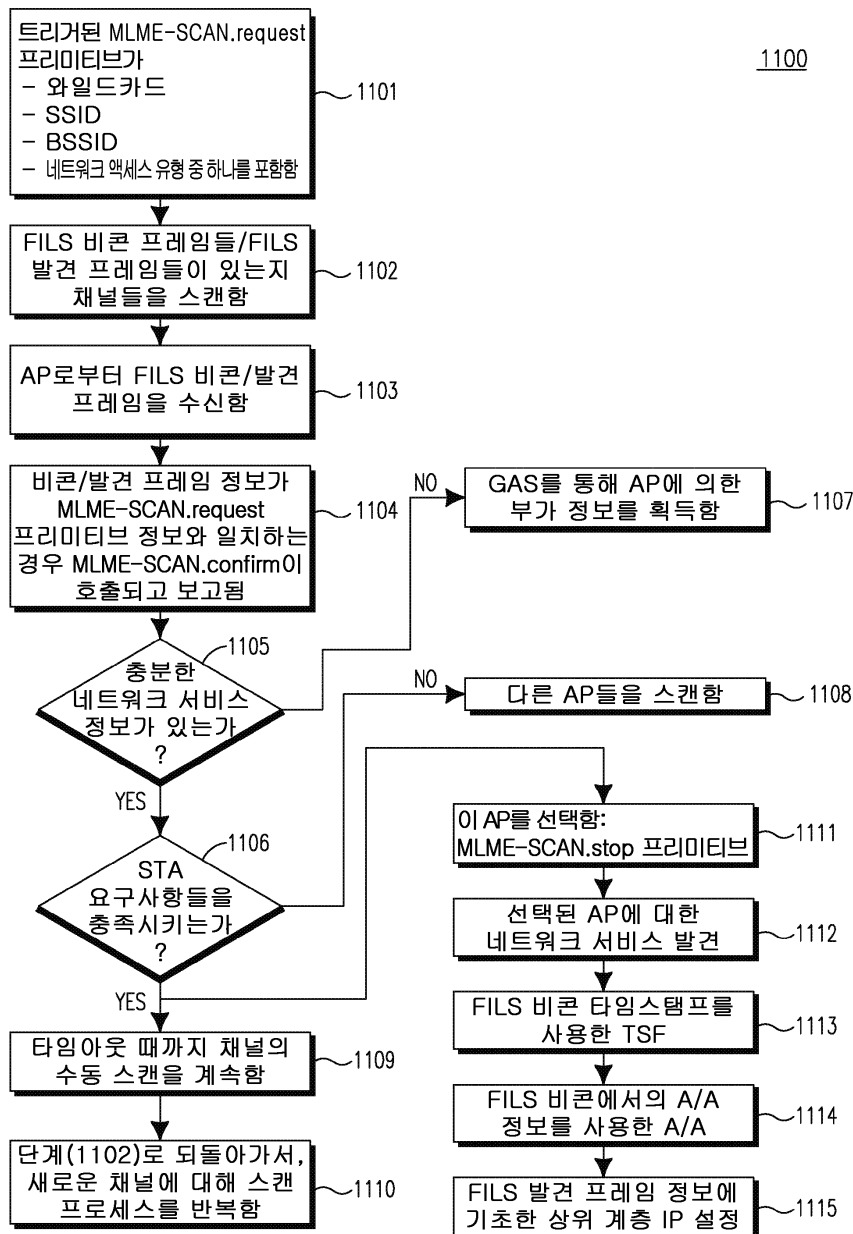 트리거된 MLME-SCAN.request
프리미티브가
- 와일드카드
- SSID
- BSSID
- 네트워크 액세스 유형 중 하나를 포함함
1101
1100
FILS 비콘 프레임들/FILS
발견 프레임들이 있는지
채널들을 스캔함
1102
AP로부터 FILS 비콘/발견
프레임을 수신함
1103
비콘/발견 프레임 정보가
MLME-SCAN.request
프리미티브 정보와 일치하는
경우 MLME-SCAN.confirm이
호출되고 보고됨
1104
NO
GAS를 통해 AP에 의한
부가 정보를 획득함
1107
충분한
네트워크 서비스
정보가 있는가
?
1105
NO
다른 AP들을 스캔함
1108
YES
STA
요구사항들을
충족시키는가
?
1106
YES
이 AP를 선택함:
MLME-SCAN.stop 프리미티브
1111
선택된 AP에 대한
네트워크 서비스 발견
1112
타임아웃 때까지 채널의
수동 스캔을 계속함
1109
FILS 비콘 타임스탬프를
사용한 TSF
1113
FILS 비콘에서의 A/A
정보를 사용한 A/A
1114
단계(1102)로 되돌아가서,
새로운 채널에 대해 스캔
프로세스를 반복함
1110
FILS 발견 프레임 정보에
기초한 상위 계층 IP 설정
1115